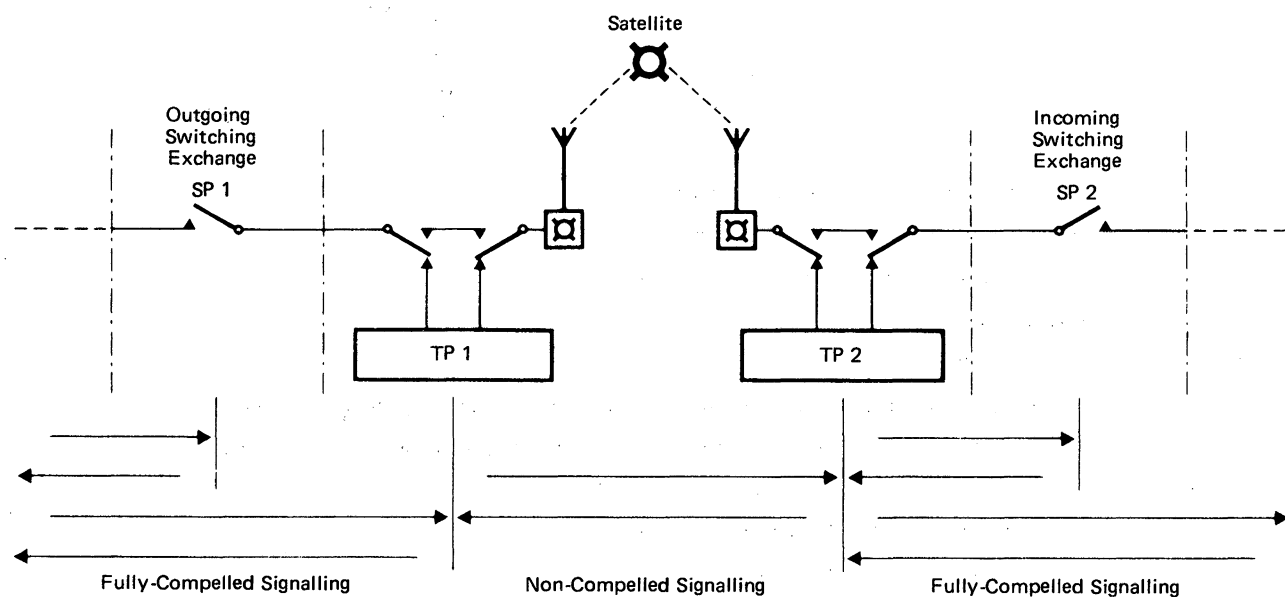 Satellite
Outgoing
Switching
Exchange
SP 1
Incoming
Switching
Exchange
SP 2
TP 1
TP 2
Fully-Compelled Signalling
Non-Compelled Signalling
Fully-Compelled Signalling